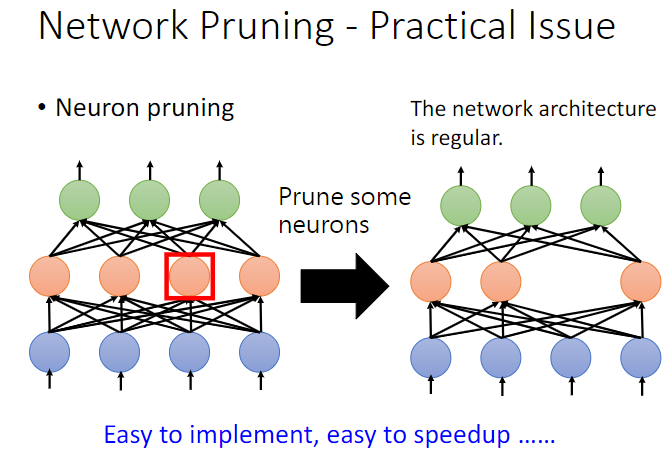 Network Pruning - Practical Issue
• Neuron pruning
The network architecture
is regular.
Prune some
neurons
Easy to implement, easy to speedup ……